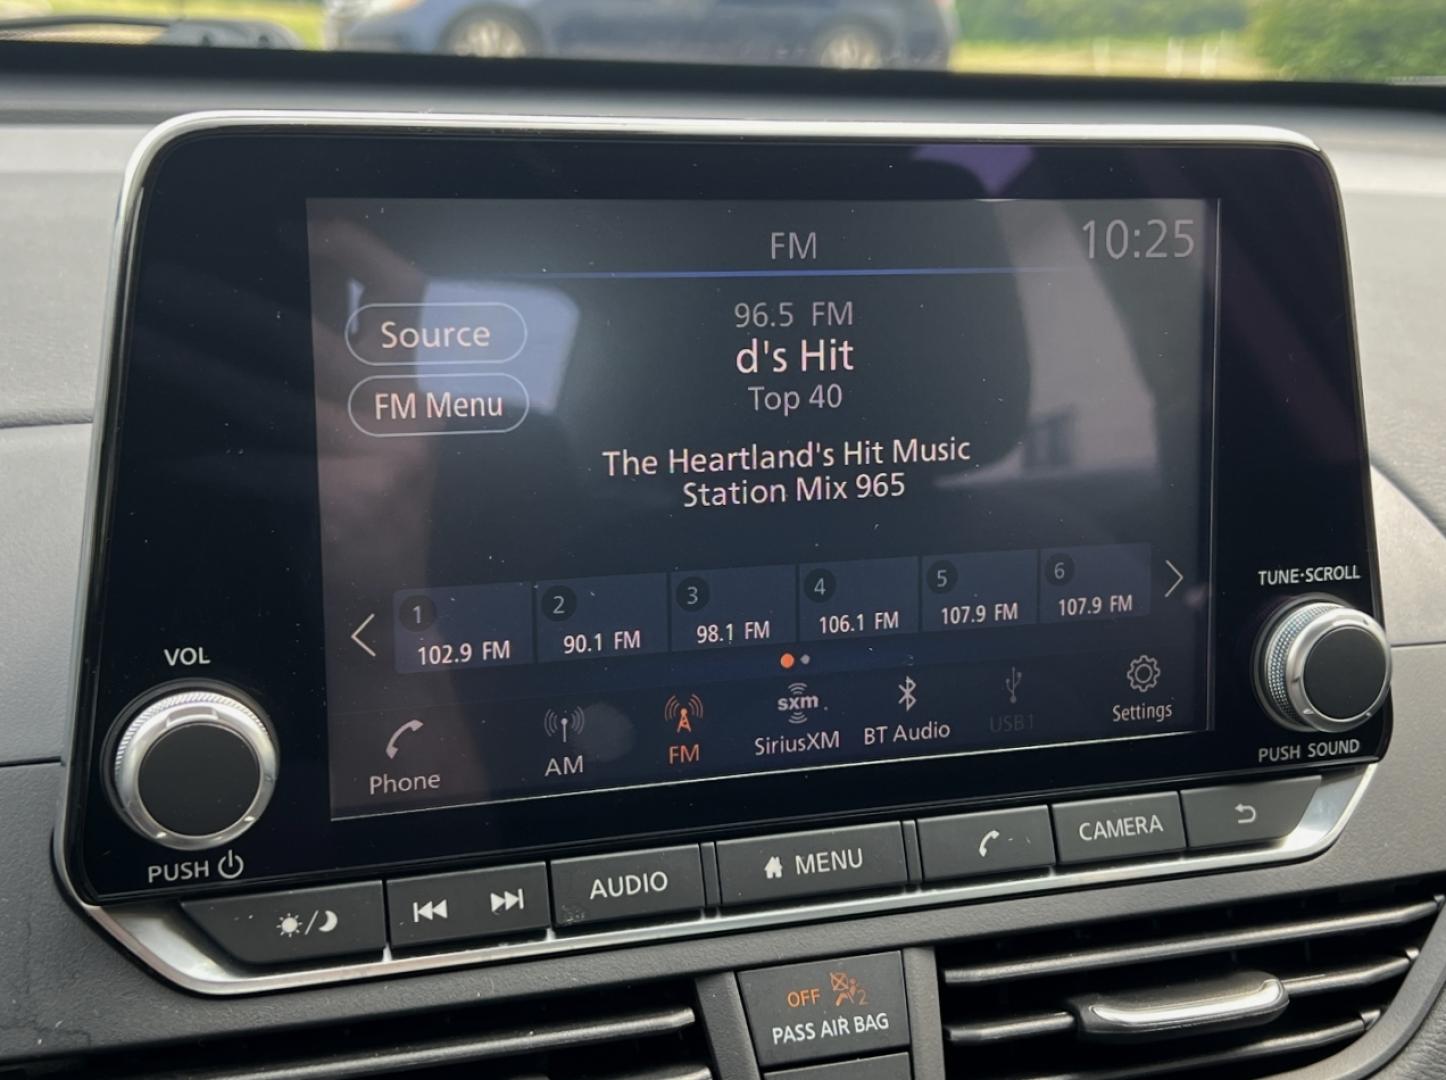 FM
10:25
96.5 FM
d's Hit
Top 40
Source
FM Menu
The Heartland's Hit Music
Station Mix 965
1
102.9 FM
2
90.1 FM
3
98.1 FM
4
106.1 FM
5
107.9 FM
6
107.9 FM
Phone
AM
FM
sxm
SiriusXM
BT Audio
USB1
Settings
VOL
PUSH
TUNE·SCROLL
PUSH SOUND
AUDIO
MENU
CAMERA
OFF
2
PASS AIR BAG